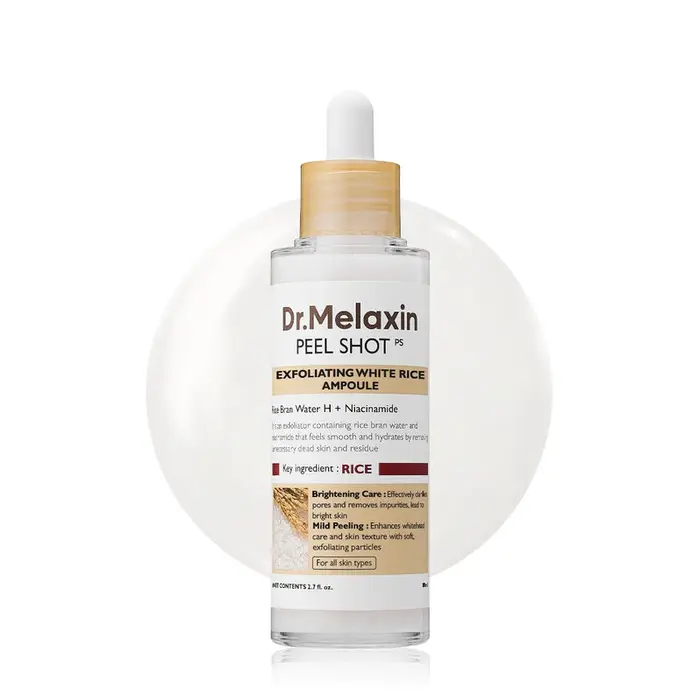 Dr.Melaxin
PEEL SHOT PS
EXFOLIATING WHITE RICE
AMPOULE
Rice Bran Water H + Niacinamide
is an exfoliator containing rice bran water and
that feels smooth and hydrates by
dead skin and residue
Key ingredient : RICE
Brightening Care : Effectively
pores and removes impurities, lead to
bright skin
Mild Peeling : Enhances whitehead
care and skin texture with soft,
exfoliating particles
For all skin types
NET CONTENTS 2.7 fl. oz.